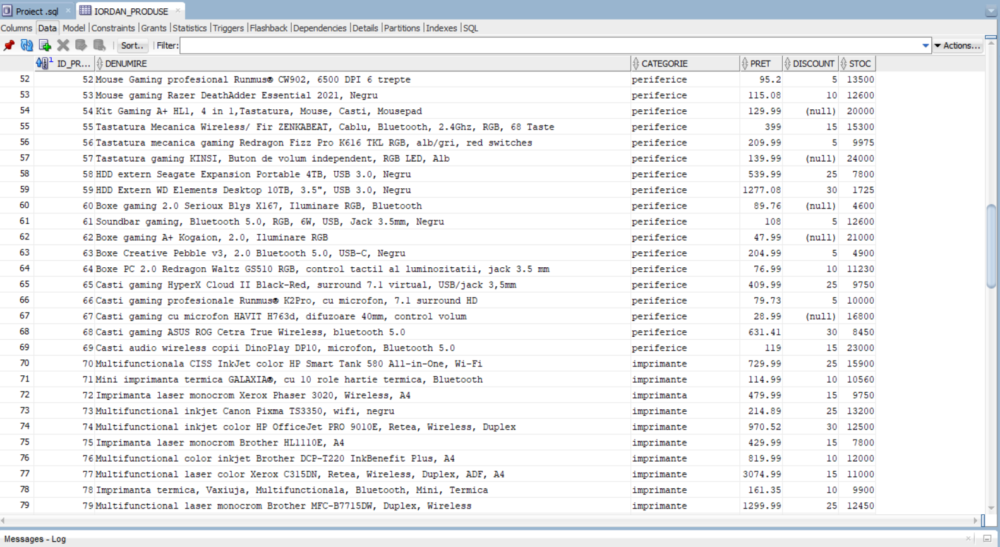 Proiect .sql × IORDAN_PRODUSE ×
Columns Data Model Constraints Grants Statistics Triggers Flashback Dependencies Details Partitions Indexes SQL
Sort.. Filter: Actions...
ID_PR... DENUMIRE CATEGORIE PRET DISCOUNT STOC
52 52 Mouse Gaming profesional Runmus® CW902, 6500 DPI 6 trepte periferice 95.2 5 13500
53 53 Mouse gaming Razer DeathAdder Essential 2021, Negru periferice 115.08 10 12600
54 54 Kit Gaming A+ HL1, 4 in 1,Tastatura, Mouse, Casti, Mousepad periferice 129.99 (null) 20000
55 55 Tastatura Mecanica Wireless/ Fir ZENKABEAT, Cablu, Bluetooth, 2.4Ghz, RGB, 68 Taste periferice 399 15 15300
56 56 Tastatura mecanica gaming Redragon Fizz Pro K616 TKL RGB, alb/gri, red switches periferice 209.99 5 9975
57 57 Tastatura gaming KINSI, Buton de volum independent, RGB LED, Alb periferice 139.99 (null) 24000
58 58 HDD extern Seagate Expansion Portable 4TB, USB 3.0, Negru periferice 539.99 25 7800
59 59 HDD Extern WD Elements Desktop 10TB, 3.5", USB 3.0, Negru periferice 1277.08 30 1725
60 60 Boxe gaming 2.0 Serioux Blys X167, Iluminare RGB, Bluetooth periferice 89.76 (null) 4600
61 61 Soundbar gaming, Bluetooth 5.0, RGB, 6W, USB, Jack 3.5mm, Negru periferice 108 5 12600
62 62 Boxe gaming A+ Kogaion, 2.0, Iluminare RGB periferice 47.99 (null) 21000
63 63 Boxe Creative Pebble v3, 2.0 Bluetooth 5.0, USB-C, Negru periferice 204.99 5 4900
64 64 Boxe PC 2.0 Redragon Waltz GS510 RGB, control tactil al luminozitatii, jack 3.5 mm periferice 76.99 10 11230
65 65 Casti gaming HyperX Cloud II Black-Red, surround 7.1 virtual, USB/jack 3,5mm periferice 409.99 25 9750
66 66 Casti gaming profesionale Runmus® K2Pro, cu microfon, 7.1 surround HD periferice 79.73 5 10000
67 67 Casti gaming cu microfon HAVIT H763d, difuzoare 40mm, control volum periferice 28.99 (null) 16800
68 68 Casti gaming ASUS ROG Cetra True Wireless, bluetooth 5.0 periferice 631.41 30 8450
69 69 Casti audio wireless copii DinoPlay DP10, microfon, Bluetooth 5.0 periferice 119 15 23000
70 70 Multifunctionala CISS InkJet color HP Smart Tank 580 All-in-One, Wi-Fi imprimante 729.99 25 15900
71 71 Mini imprimanta termica GALAXIA®, cu 10 role hartie termica, Bluetooth imprimante 114.99 10 10560
72 72 Imprimanta laser monocrom Xerox Phaser 3020, Wireless, A4 imprimanta 479.99 15 9750
73 73 Multifunctional inkjet Canon Pixma TS3350, wifi, negru imprimante 214.89 25 13200
74 74 Multifunctional inkjet color HP OfficeJet PRO 9010E, Retea, Wireless, Duplex imprimante 970.52 30 12500
75 75 Imprimanta laser monocrom Brother HL1110E, A4 imprimante 429.99 15 7800
76 76 Multifunctional color inkjet Brother DCP-T220 InkBenefit Plus, A4 imprimante 819.99 10 12000
77 77 Multifunctional laser color Xerox C315DN, Retea, Wireless, Duplex, ADF, A4 imprimante 3074.99 15 11000
78 78 Imprimanta termica, Vaxiuja, Multifunctionala, Bluetooth, Mini, Termica imprimante 161.35 10 9900
79 79 Multifunctional laser monocrom Brother MFC-B7715DW, Duplex, Wireless imprimante 1299.99 25 12450
Messages - Log